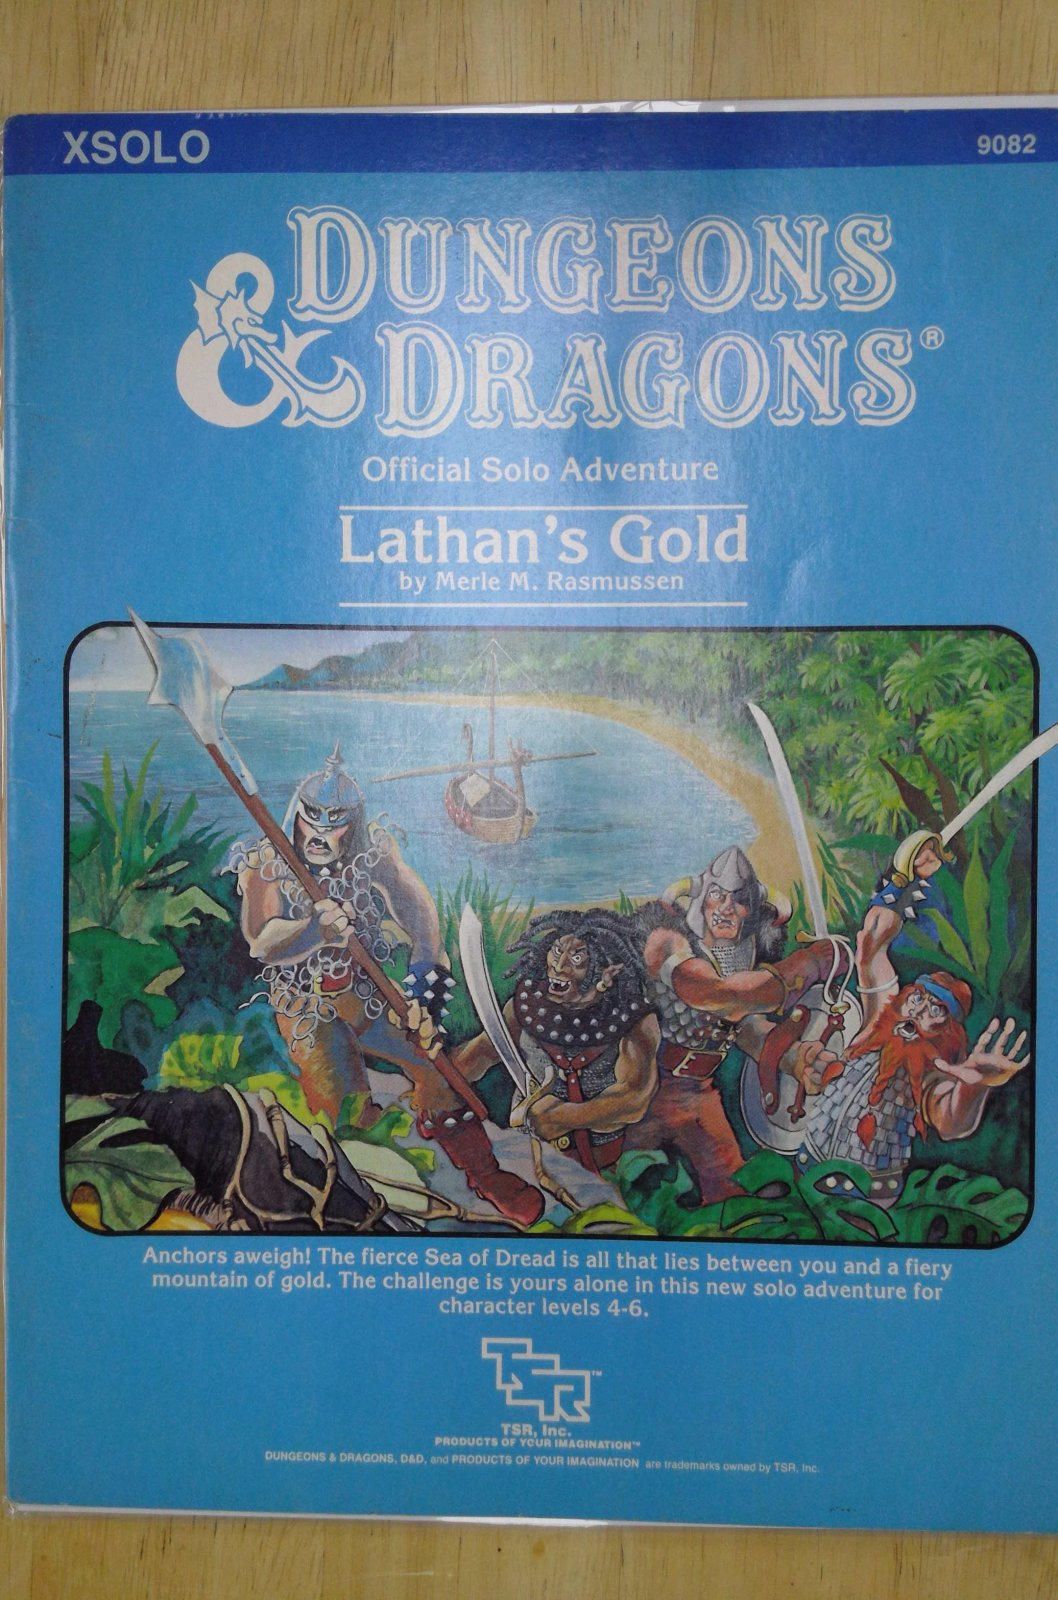 XSOLO
9082
DUNGEONS
& DRAGONS®
Official Solo Adventure
Lathan's Gold
by Merle M. Rasmussen
Anchors aweigh! The fierce Sea of Dread is all that lies between you and a fiery
mountain of gold. The challenge is yours alone in this new solo adventure for
character levels 4-6.
TSR™
TSR, Inc.
PRODUCTS OF YOUR IMAGINATION™
DUNGEONS & DRAGONS, D&D, and PRODUCTS OF YOUR IMAGINATION are trademarks owned by TSR, Inc.